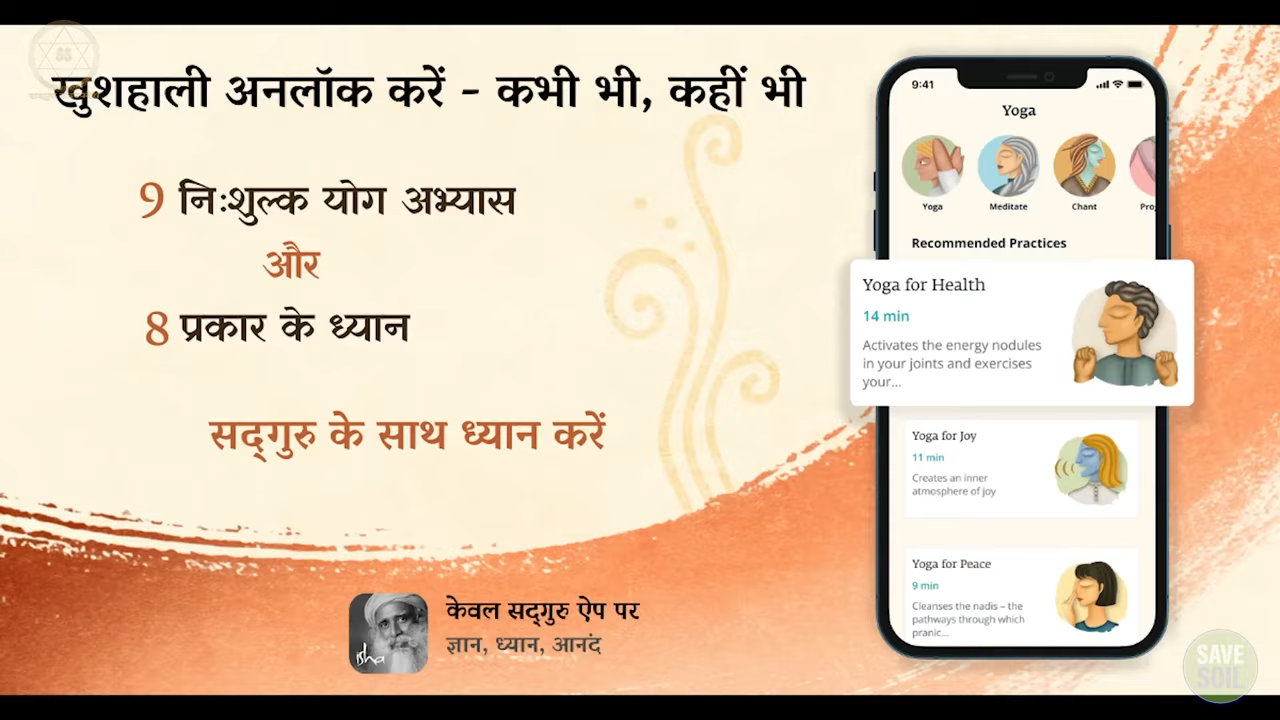 खुशहाली अनलॉक करें - कभी भी, कहीं भी
9 निःशुल्क योग अभ्यास
और
8 प्रकार के ध्यान
सद्गुरु के साथ ध्यान करें
isha
केवल सद्गुरु ऐप पर
ज्ञान, ध्यान, आनंद
9:41
Yoga
Yoga
Meditate
Chant
Recommended Practices
Yoga for Health
14 min
Activates the energy nodules
in your joints and exercises
your...
Yoga for Joy
11 min
Creates an inner
atmosphere of joy
Yoga for Peace
9 min
Cleanses the nadis – the
pathways through which
pranic...
SAVE
SOIL